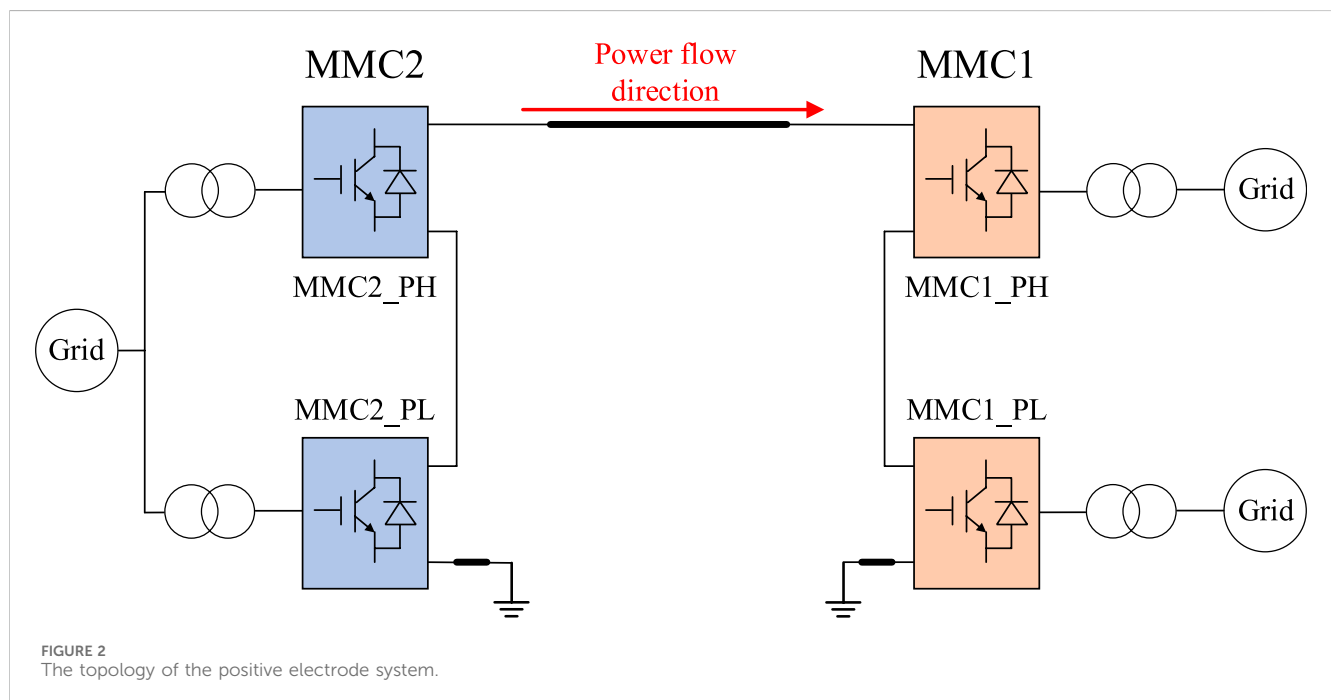 MMC2
Power flow
direction
MMC1
Grid
MMC2_PH
MMC1_PH
Grid
MMC2_PL
MMC1_PL
Grid
FIGURE 2
The topology of the positive electrode system.